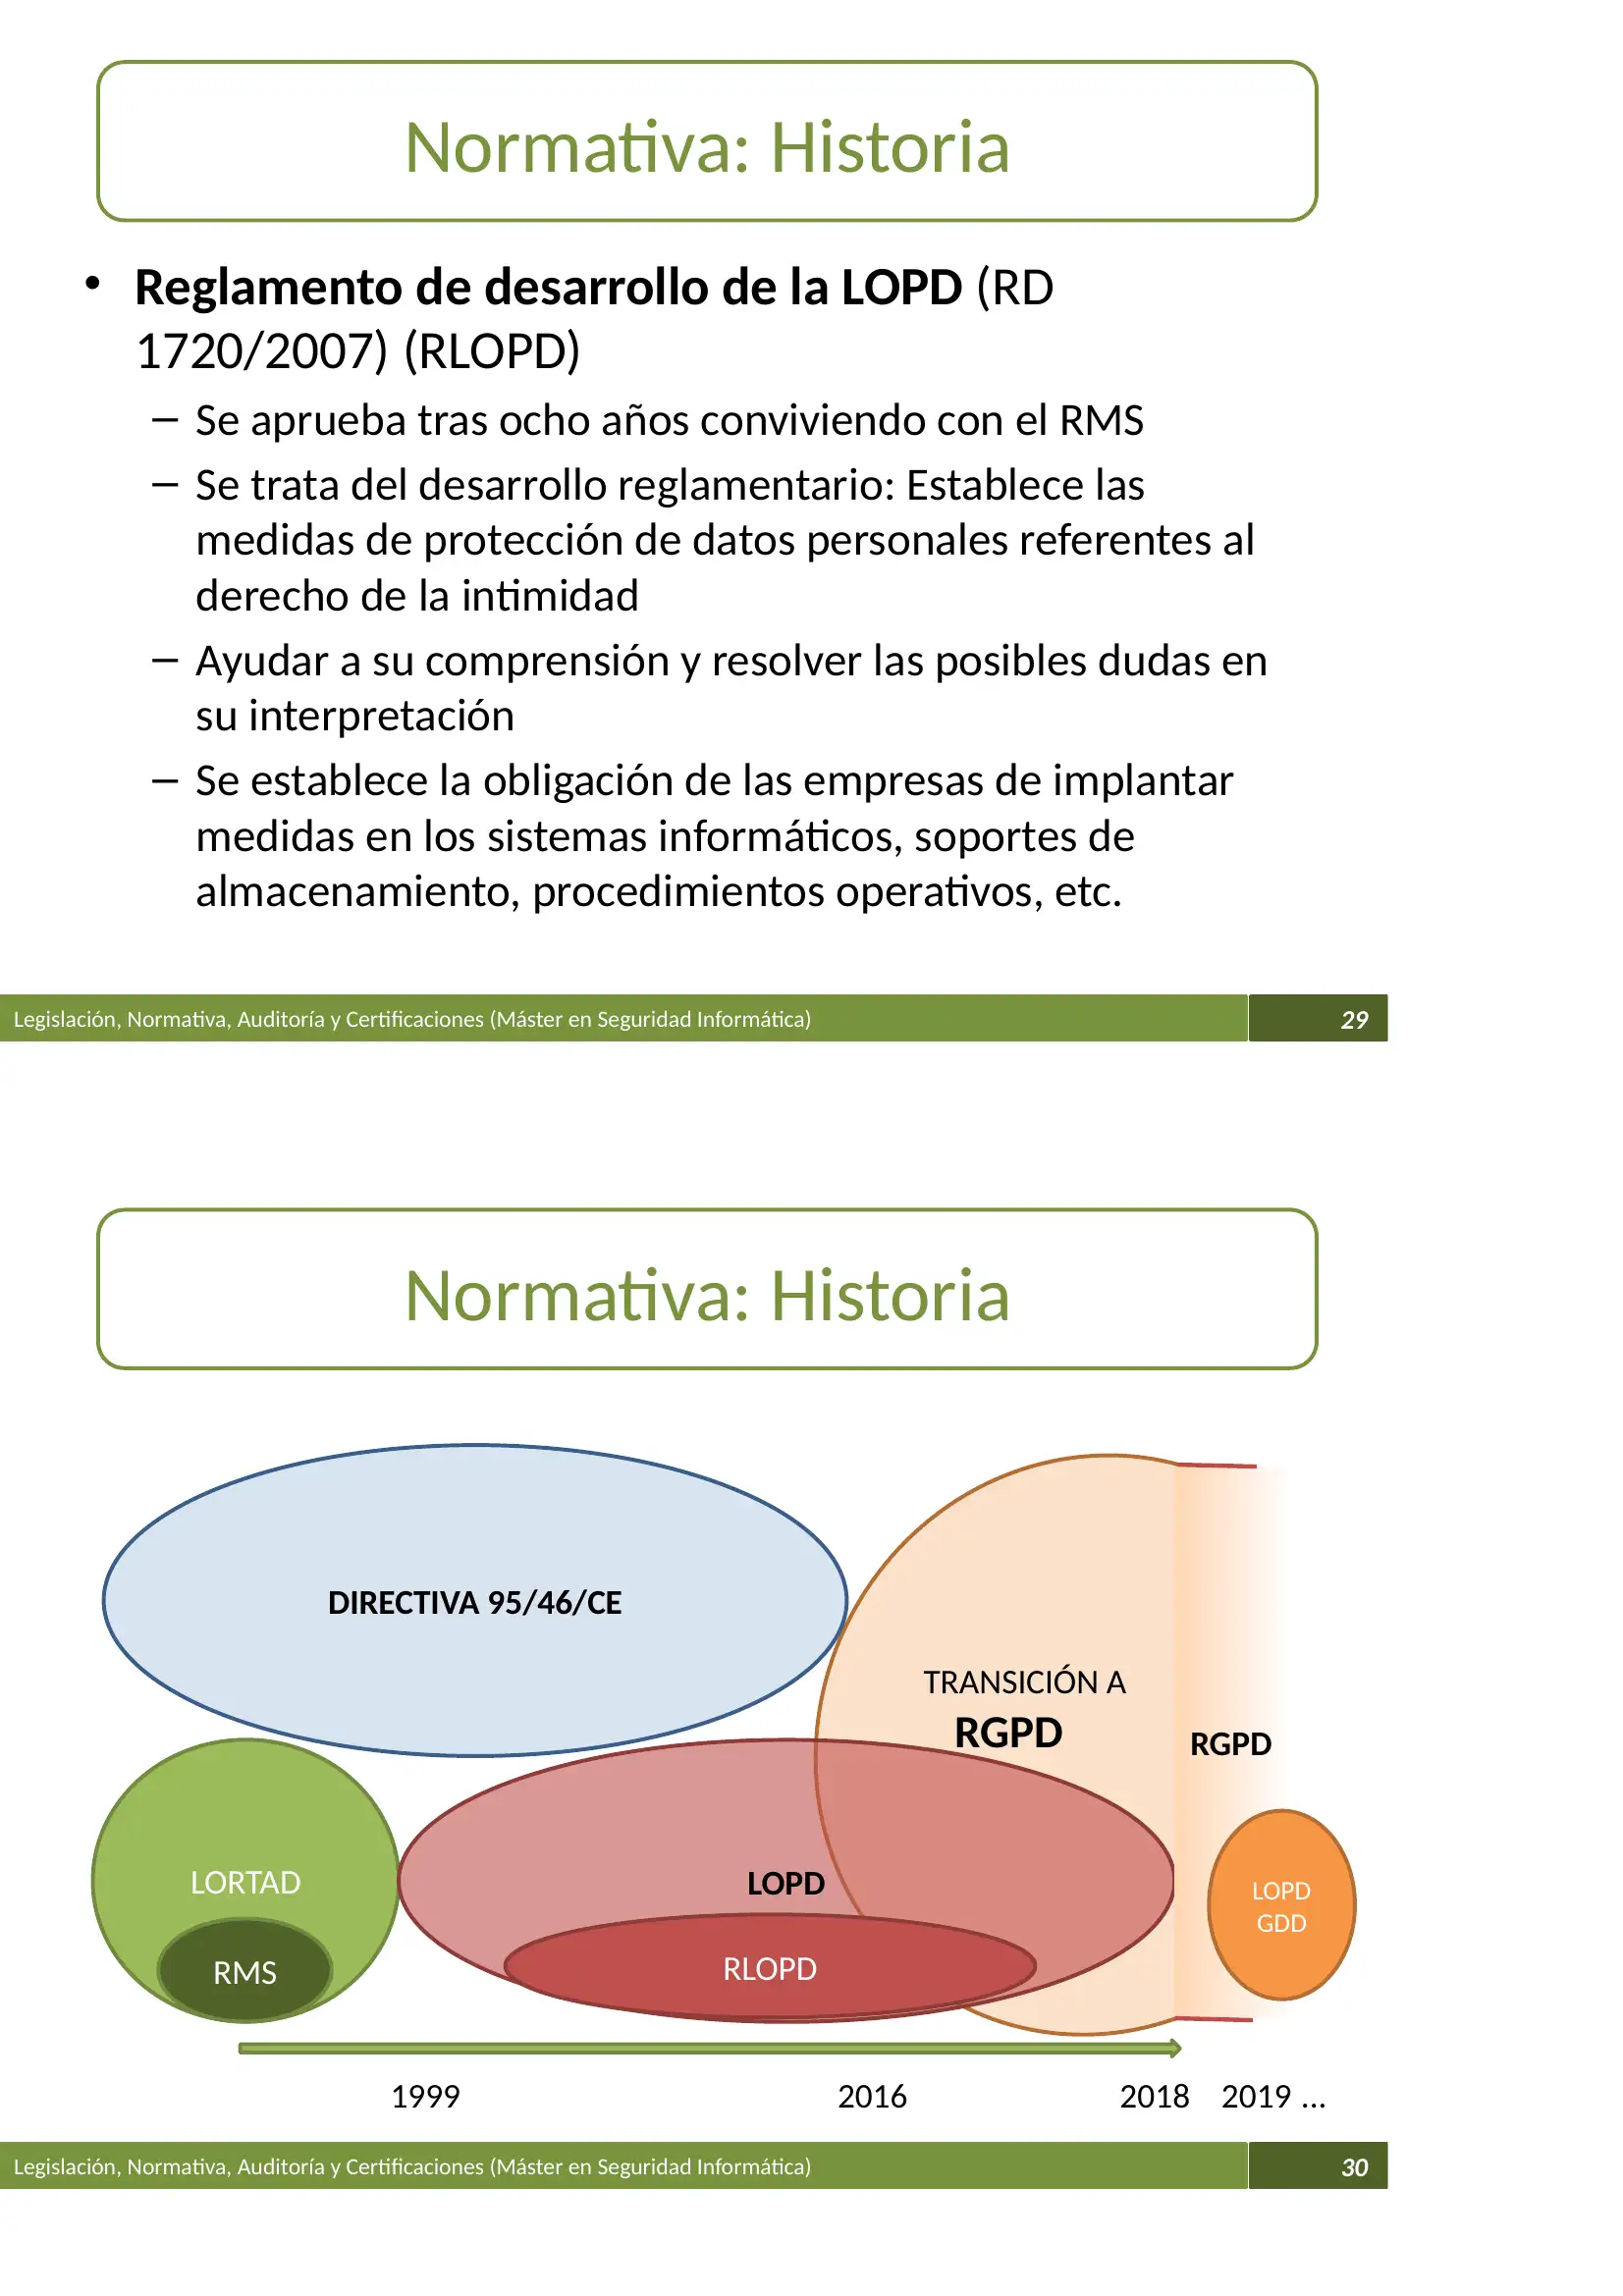 Normativa: Historia
• Reglamento de desarrollo de la LOPD (RD
1720/2007) (RLOPD)
– Se aprueba tras ocho años conviviendo con el RMS
– Se trata del desarrollo reglamentario: Establece las
medidas de protección de datos personales referentes al
derecho de la intimidad
– Ayudar a su comprensión y resolver las posibles dudas en
su interpretación
– Se establece la obligación de las empresas de implantar
medidas en los sistemas informáticos, soportes de
almacenamiento, procedimientos operativos, etc.
Legislación, Normativa, Auditoría y Certificaciones (Máster en Seguridad Informática)
29
Normativa: Historia
DIRECTIVA 95/46/CE
TRANSICIÓN A
RGPD
RGPD
LORTAD
LOPD
LOPD
GDD
RMS
RLOPD
1999
2016
2018
2019 ...
Legislación, Normativa, Auditoría y Certificaciones (Máster en Seguridad Informática)
30